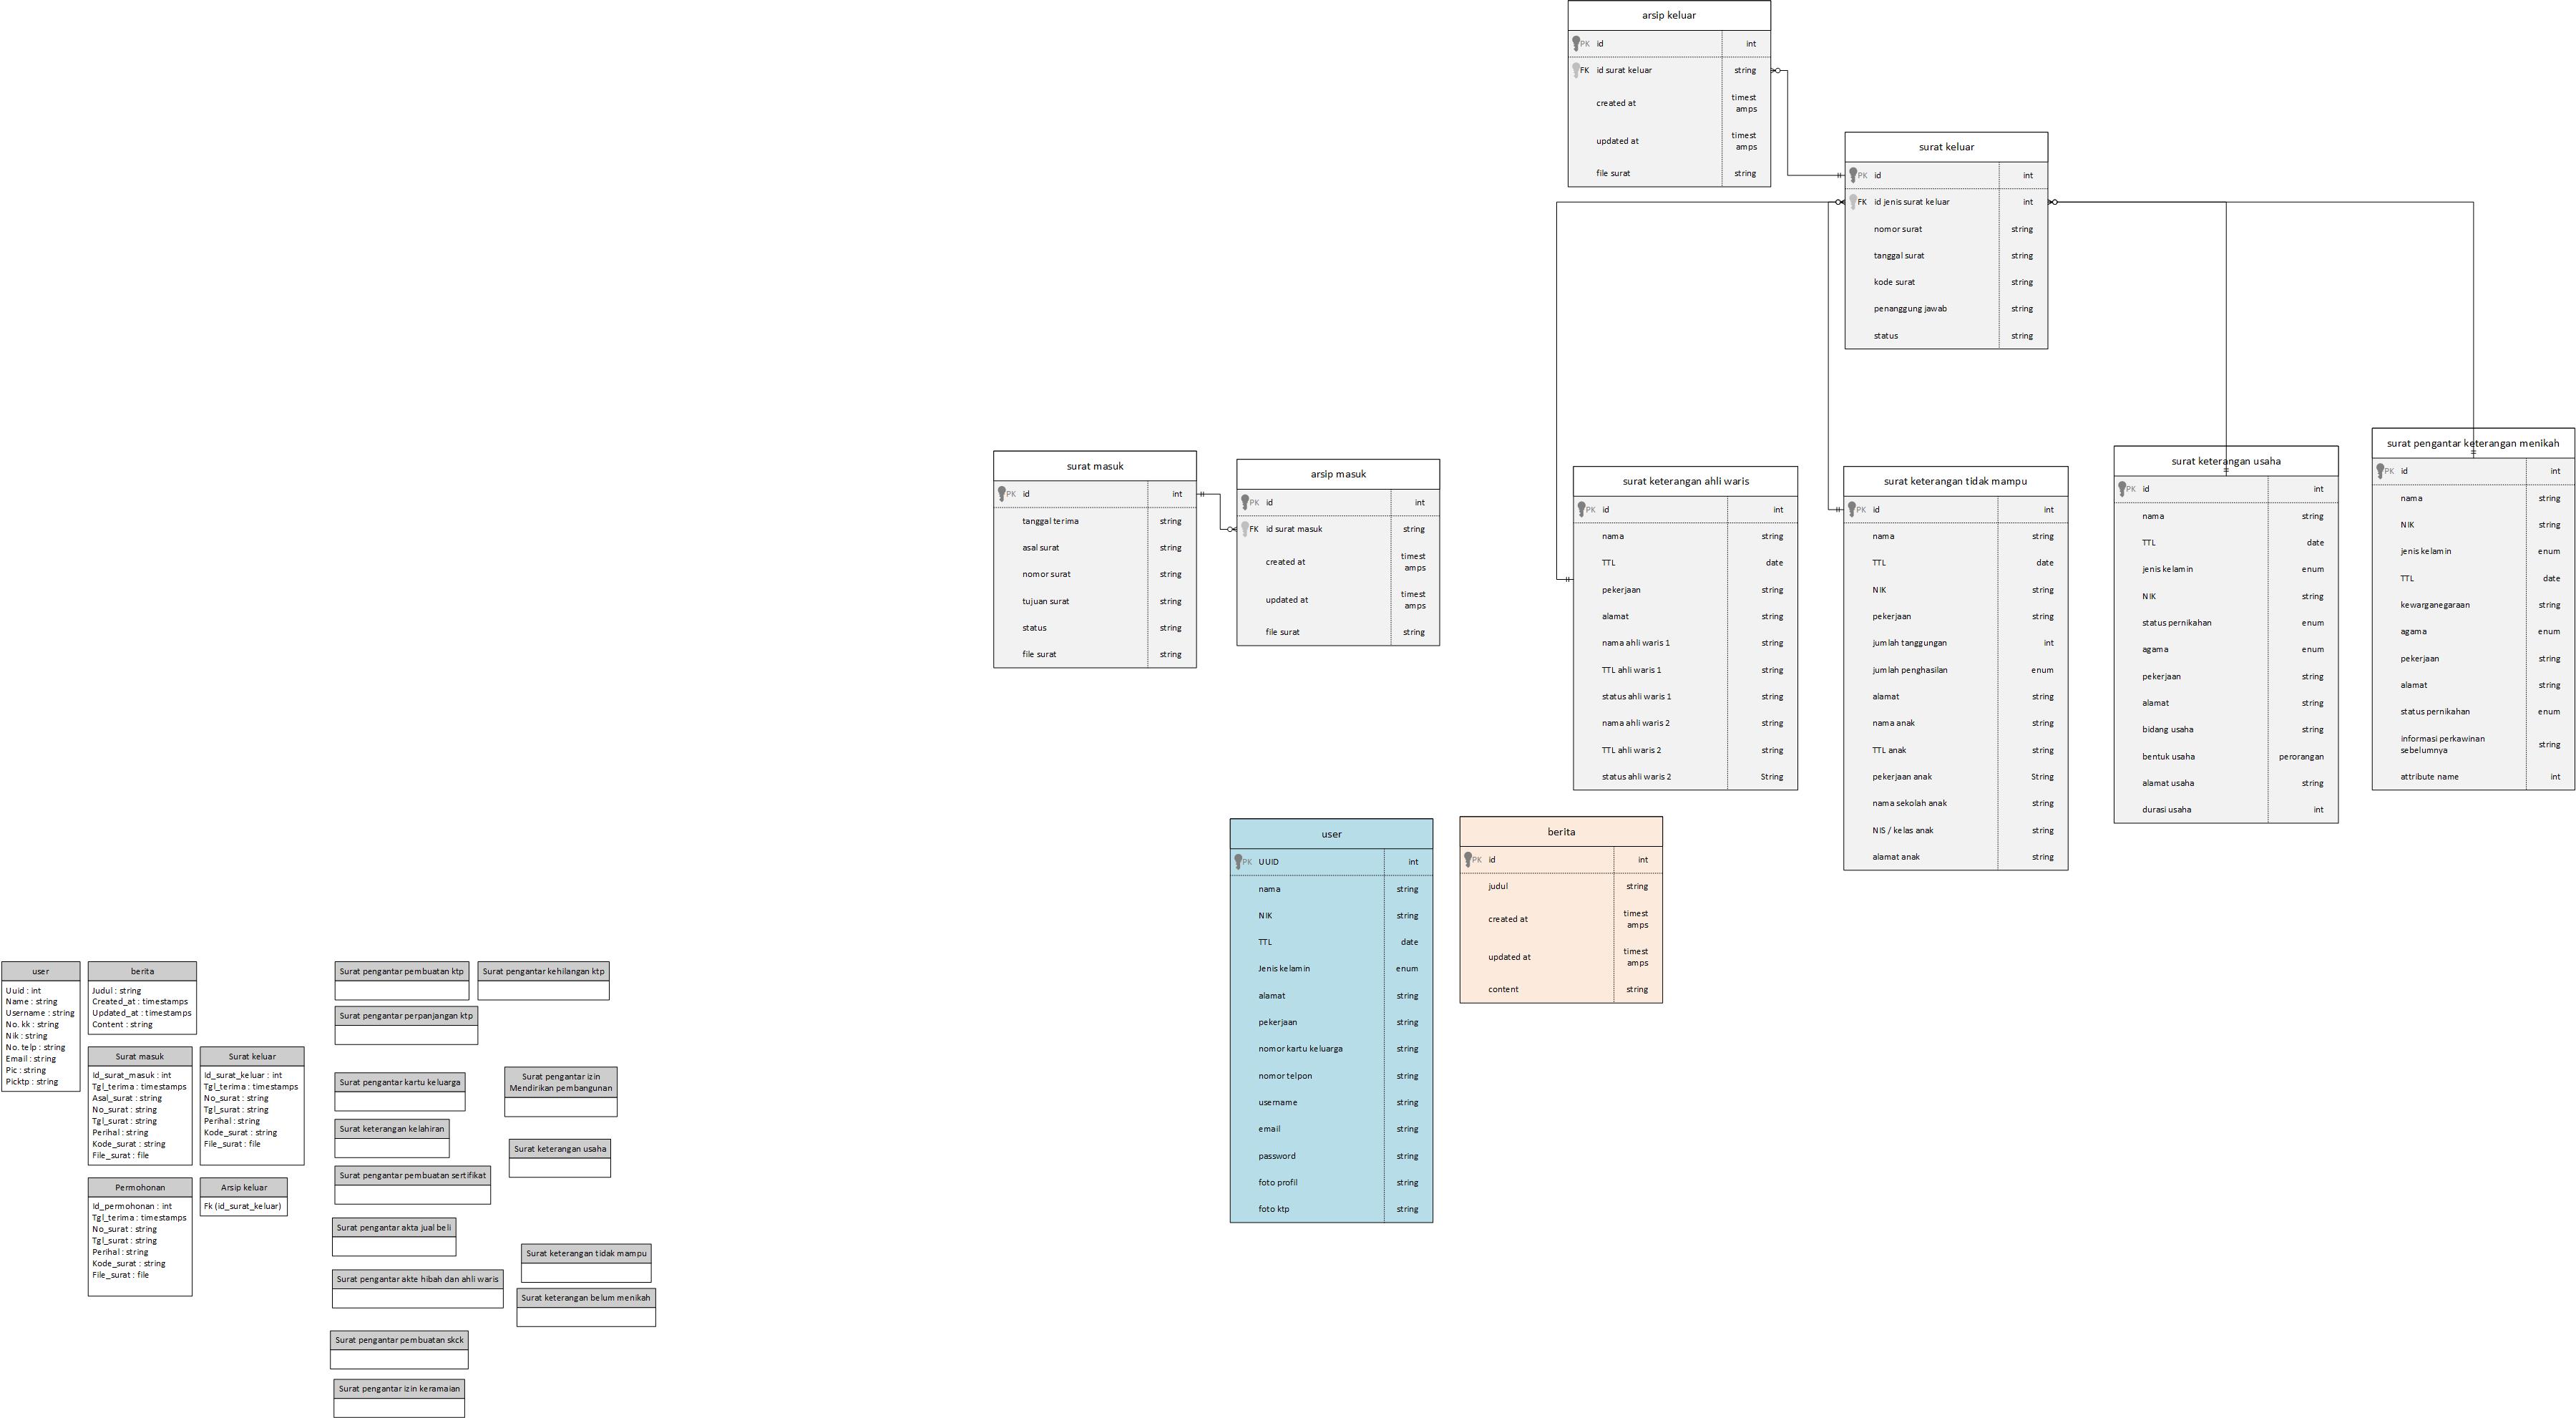 arsip keluar
PK id int
FK id surat keluar string
created at timest
amps
updated at timest
amps
file surat string
surat keluar
PK id int
FK id jenis surat keluar int
nomor surat string
tanggal surat string
kode surat string
penanggung jawab string
status string
surat masuk
PK id int
tanggal terima string
asal surat string
nomor surat string
tujuan surat string
status string
file surat string
arsip masuk
PK id int
FK id surat masuk string
created at timest
amps
updated at timest
amps
file surat string
surat keterangan ahli waris
PK id int
nama string
TTL date
pekerjaan string
alamat string
nama ahli waris 1 string
TTL ahli waris 1 string
status ahli waris 1 string
nama ahli waris 2 string
TTL ahli waris 2 string
status ahli waris 2 String
surat keterangan tidak mampu
PK id int
nama string
TTL date
NIK string
pekerjaan string
jumlah tanggungan int
jumlah penghasilan enum
alamat string
nama anak string
TTL anak string
pekerjaan anak String
nama sekolah anak string
NIS / kelas anak string
alamat anak string
surat keterangan usaha
PK id int
nama string
TTL date
jenis kelamin enum
NIK string
status pernikahan enum
agama enum
pekerjaan string
alamat string
bidang usaha string
bentuk usaha perorangan
alamat usaha string
durasi usaha int
surat pengantar keterangan menikah
PK id int
nama string
NIK string
jenis kelamin enum
TTL date
kewarganegaraan string
agama enum
pekerjaan string
alamat string
status pernikahan enum
informasi perkawinan
sebelumnya string
attribute name int
user
PK UUID int
nama string
NIK string
TTL date
Jenis kelamin enum
alamat string
pekerjaan string
nomor kartu keluarga string
nomor telpon string
username string
email string
password string
foto profil string
foto ktp string
berita
PK id int
judul string
created at timest
amps
updated at timest
amps
content string
user
Uuid : int
Name : string
Username : string
No. kk : string
Nik : string
No. telp : string
Email : string
Pic : string
Picktp : string
berita
Judul : string
Created_at : timestamps
Updated_at : timestamps
Content : string
Surat masuk
Id_surat_masuk : int
Tgl_terima : timestamps
Asal_surat : string
No_surat : string
Tgl_surat : string
Perihal : string
Kode_surat : string
File_surat : file
Surat keluar
Id_surat_keluar : int
Tgl_terima : timestamps
No_surat : string
Tgl_surat : string
Perihal : string
Kode_surat : string
File_surat : file
Permohonan
Id_permohonan : int
Tgl_terima : timestamps
No_surat : string
Tgl_surat : string
Perihal : string
Kode_surat : string
File_surat : file
Arsip keluar
Fk (id_surat_keluar)
Surat pengantar pembuatan ktp
Surat pengantar kehilangan ktp
Surat pengantar perpanjangan ktp
Surat pengantar kartu keluarga
Surat pengantar izin
Mendirikan pembangunan
Surat keterangan kelahiran
Surat keterangan usaha
Surat pengantar pembuatan sertifikat
Surat pengantar akta jual beli
Surat keterangan tidak mampu
Surat pengantar akte hibah dan ahli waris
Surat keterangan belum menikah
Surat pengantar pembuatan skck
Surat pengantar izin keramaian